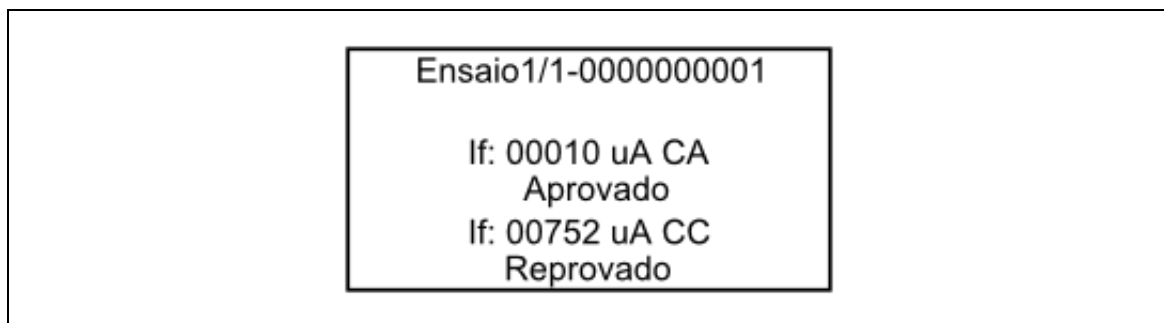 Ensaio1/1-0000000001
If: 00010 uA CA
Aprovado
If: 00752 uA CC
Reprovado